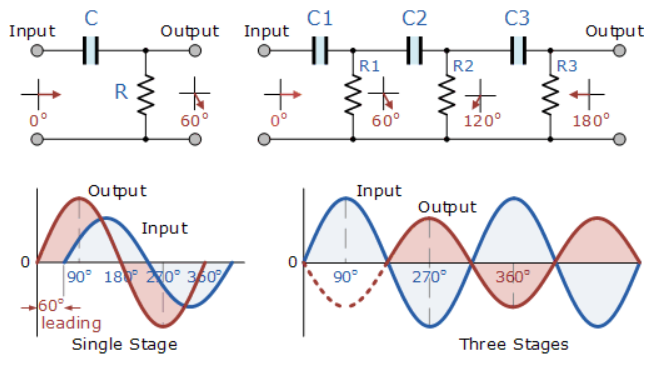 C
C1
C2
C3
Input
Output
Input
Output
R
R1
R2
R3
0°
60°
0°
60°
120°
180°
Output
Input
0
90°
180°
270°
360°
60°
leading
Single Stage
Input
Output
0
90°
270°
360°
Three Stages